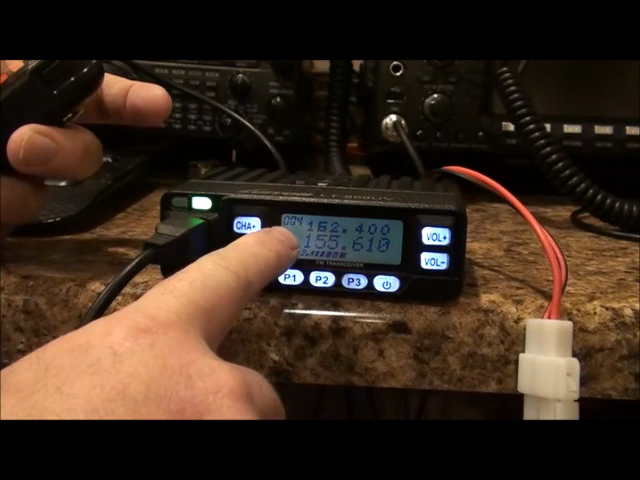 CHA+
004 162.400
155.610
FM TRANSCEIVER
VOL+
VOL-
P1 P2 P3